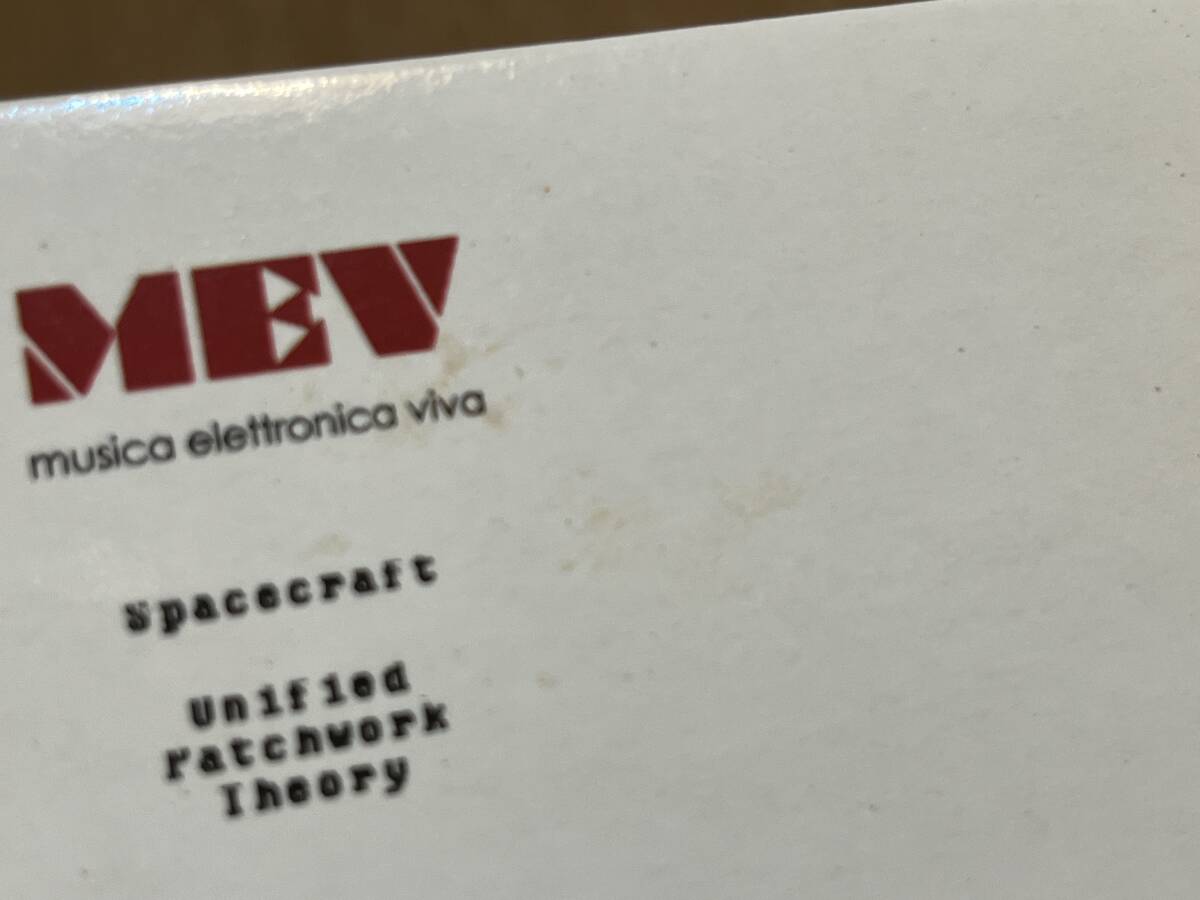 MEV
musica elettronica viva
Spacecraft
Unified
Patchwork
Theory